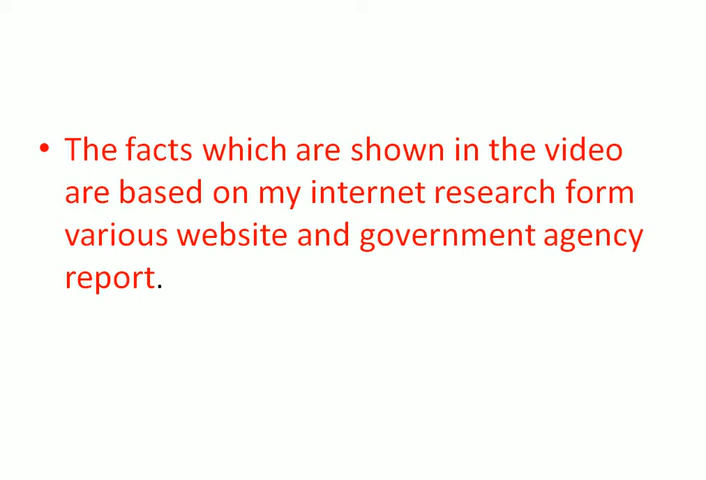 • The facts which are shown in the video
are based on my internet research form
various website and government agency
report.